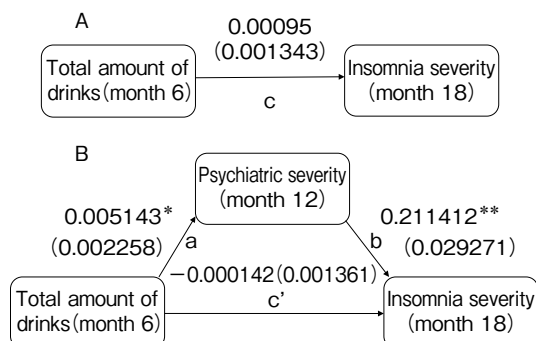 A
0.00095
(0.001343)
Total amount of
drinks(month 6)
c
Insomnia severity
(month 18)
B
Psychiatric severity
(month 12)
0.005143*
(0.002258)
a
0.211412**
(0.029271)
b
−0.000142(0.001361)
Total amount of
drinks(month 6)
c'
Insomnia severity
(month 18)